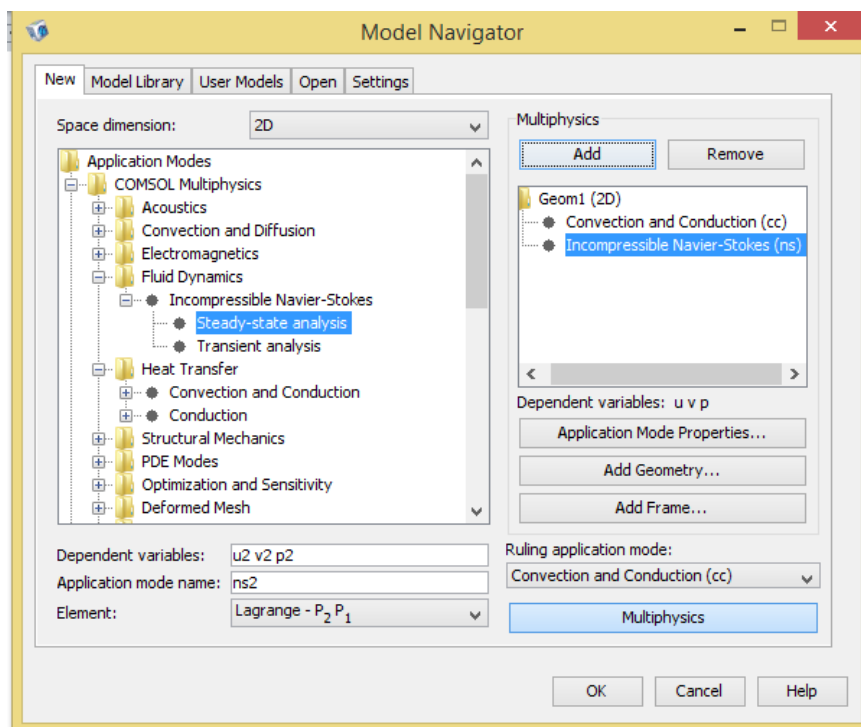 Model Navigator
New Model Library User Models Open Settings
Space dimension: 2D
Application Modes
COMSOL Multiphysics
Acoustics
Convection and Diffusion
Electromagnetics
Fluid Dynamics
Incompressible Navier-Stokes
Steady-state analysis
Transient analysis
Heat Transfer
Convection and Conduction
Conduction
Structural Mechanics
PDE Modes
Optimization and Sensitivity
Deformed Mesh
Dependent variables: u2 v2 p2
Application mode name: ns2
Element: Lagrange - P₂ P₁
Multiphysics
Add Remove
Geom1 (2D)
Convection and Conduction (cc)
Incompressible Navier-Stokes (ns)
Dependent variables: u v p
Application Mode Properties...
Add Geometry...
Add Frame...
Ruling application mode:
Convection and Conduction (cc)
Multiphysics
OK Cancel Help